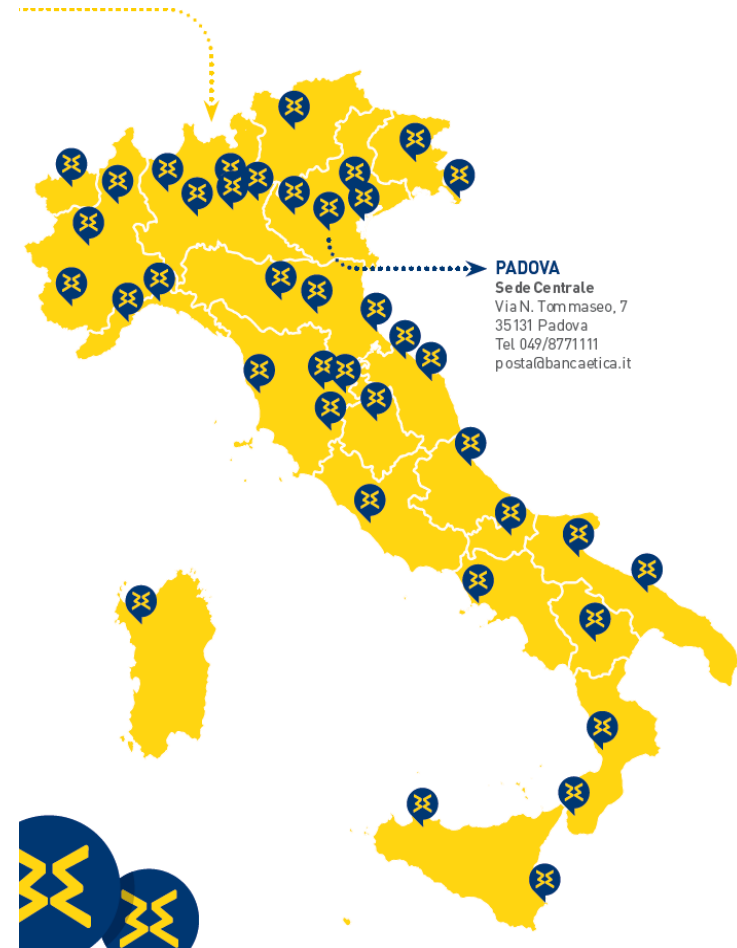 PADOVA
Sede Centrale
Via N. Tommaseo, 7
35131 Padova
Tel 049/8771111
posta@bancaetica.it